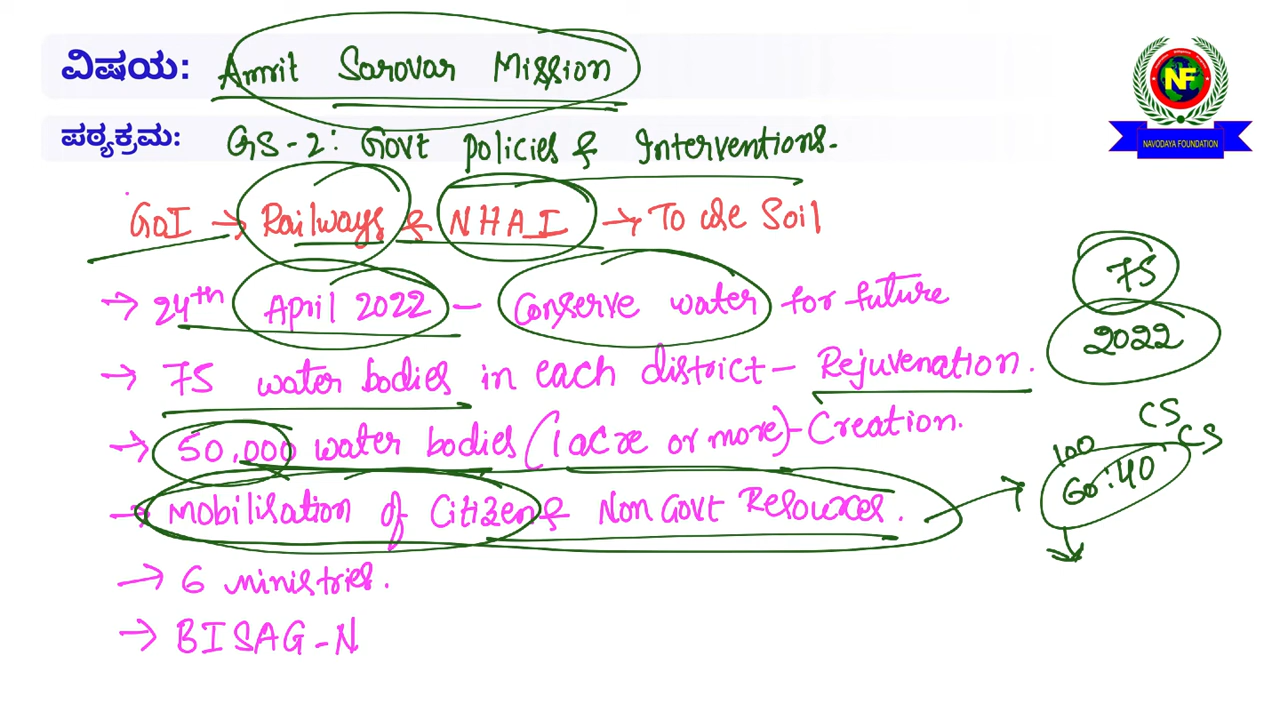 ವಿಷಯ: Amrit Sarovar Mission
ಪಠ್ಯಕ್ರಮ: GS-2: Govt Policies & Interventions.
GOI → Railways & NHAI → To use Soil
→ 24th April 2022 - Conserve water for future
→ 75 water bodies in each district - Rejuvenation.
→ 50,000 water bodies (1 acre or more) - Creation.
→ Mobilisation of Citizen & Non Govt Resources.
→ 6 ministries.
→ BISAG-N
NF
NAVODAYA FOUNDATION
75
2022
CS
100 CS
60:40